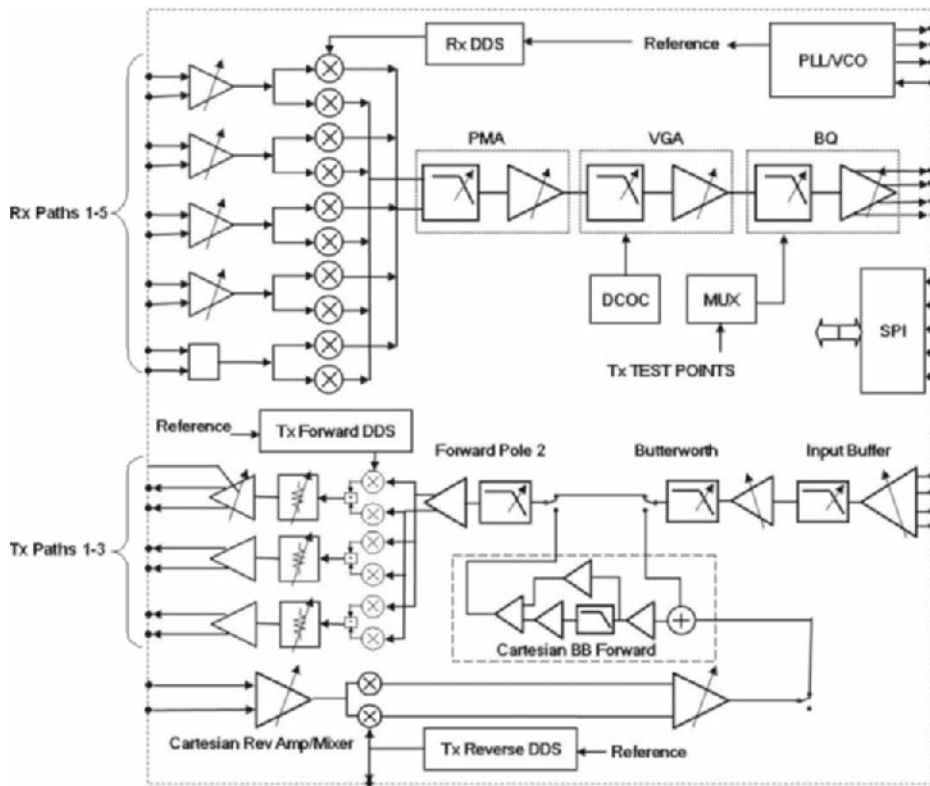 Rx DDS
Reference
PLL/VCO
PMA
VGA
BQ
Rx Paths 1-5
DCOC
MUX
SPI
Tx TEST POINTS
Reference
Tx Forward DDS
Forward Pole 2
Butterworth
Input Buffer
Tx Paths 1-3
Cartesian BB Forward
Cartesian Rev Amp/Mixer
Tx Reverse DDS
Reference